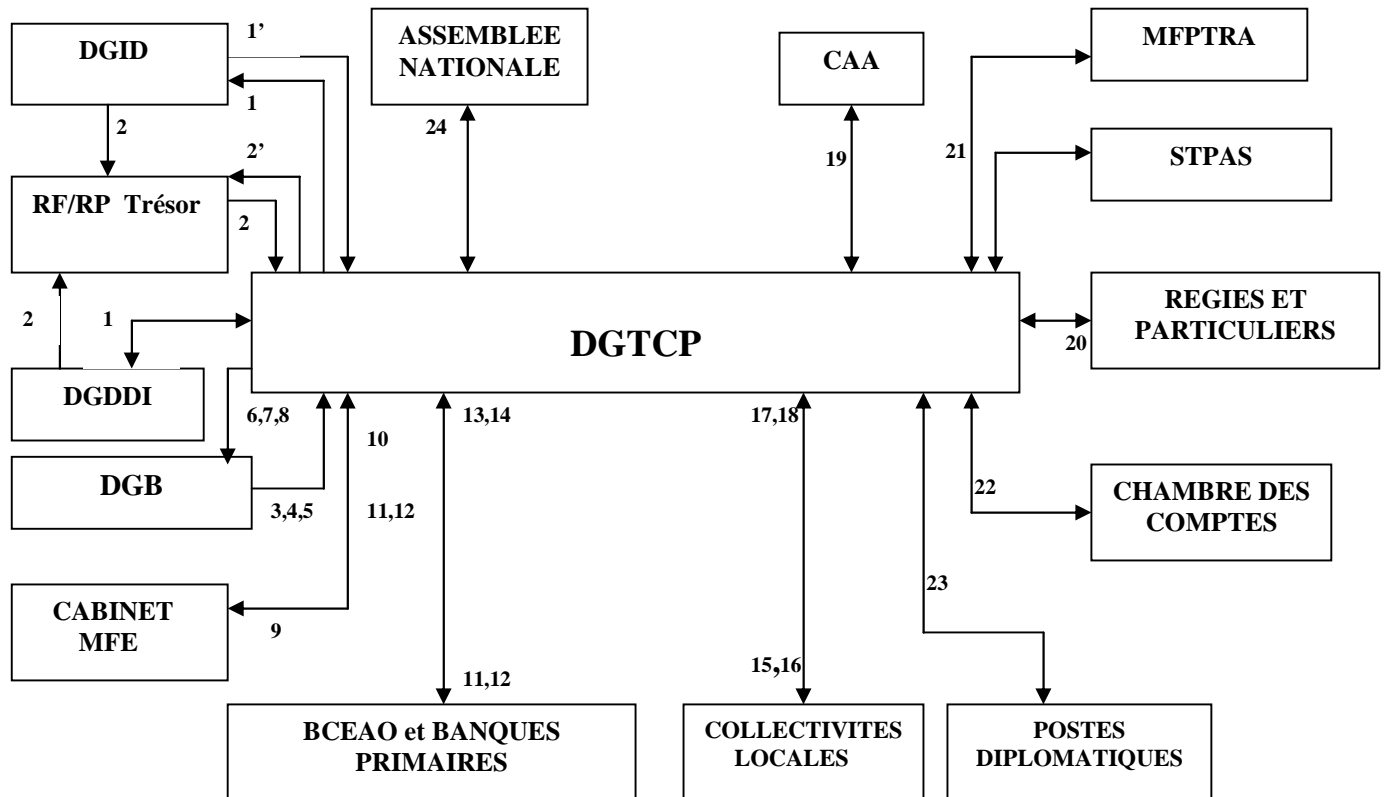 DGID
1’
1
2
2’
RF/RP Trésor
2
2
1
DGDDI
DGB
6,7,8
3,4,5
CABINET
MFE
9
10
11,12
ASSEMBLEE
NATIONALE
24
CAA
19
MFPTRA
21
STPAS
DGTCP
REGIES ET
PARTICULIERS
20
13,14
11,12
BCEAO et BANQUES
PRIMAIRES
17,18
15,16
COLLECTIVITES
LOCALES
23
POSTES
DIPLOMATIQUES
22
CHAMBRE DES
COMPTES